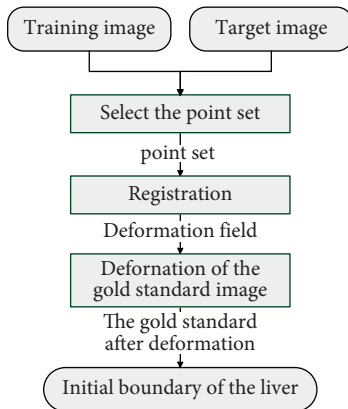 Training image
Target image
Select the point set
point set
Registration
Deformation field
Defornation of the
gold standard image
The gold standard
after deformation
Initial boundary of the liver